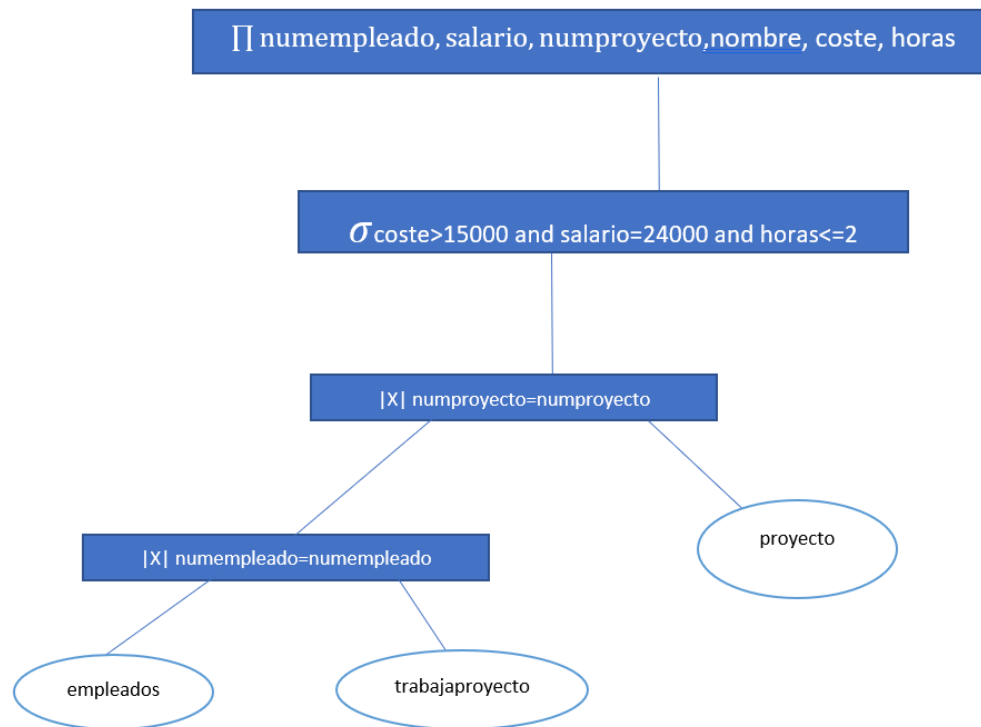 ∏ numempleado, salario, numproyecto,nombre, coste, horas
σ coste>15000 and salario=24000 and horas<=2
|X| numproyecto=numproyecto
proyecto
|X| numempleado=numempleado
empleados
trabajaproyecto